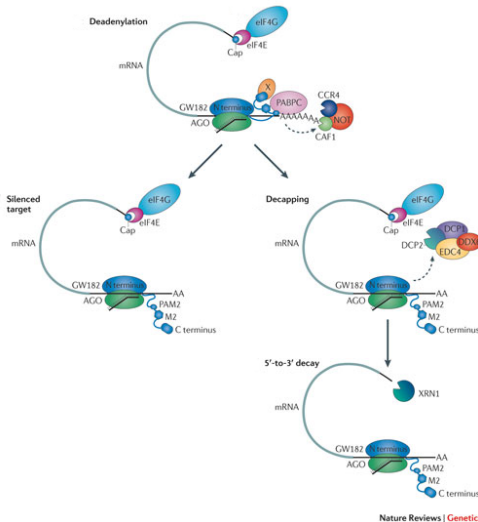 Deadenylation
eIF4G
eIF4E
Cap
mRNA
X
CCR4
PABPC
GW182
N terminus
NOT
AAAAAAA
AGO
CAF1
Silenced
target
eIF4G
eIF4E
Cap
mRNA
GW182
N terminus
AA
AGO
PAM2
M2
C terminus
Decapping
eIF4G
eIF4E
Cap
DCP1
DCP2
DDX6
EDC4
mRNA
GW182
N terminus
AA
AGO
PAM2
M2
C terminus
5′-to-3′ decay
XRN1
mRNA
GW182
N terminus
AA
AGO
PAM2
M2
C terminus
Nature Reviews | Genetic